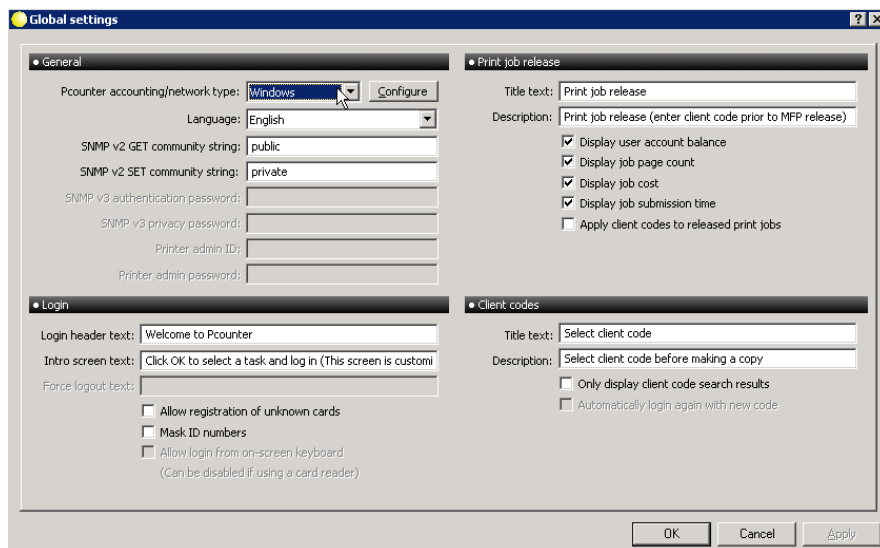 Global settings
General
Pcounter accounting/network type: Windows Configure
Language: English
SNMP v2 GET community string: public
SNMP v2 SET community string: private
SNMP v3 authentication password:
SNMP v3 privacy password:
Printer admin ID:
Printer admin password:
Print job release
Title text: Print job release
Description: Print job release (enter client code prior to MFP release)
Display user account balance
Display job page count
Display job cost
Display job submission time
Apply client codes to released print jobs
Login
Login header text: Welcome to Pcounter
Intro screen text: Click OK to select a task and log in (This screen is customi
Force logout text:
Allow registration of unknown cards
Mask ID numbers
Allow login from on-screen keyboard
(Can be disabled if using a card reader)
Client codes
Title text: Select client code
Description: Select client code before making a copy
Only display client code search results
Automatically login again with new code
OK Cancel Apply